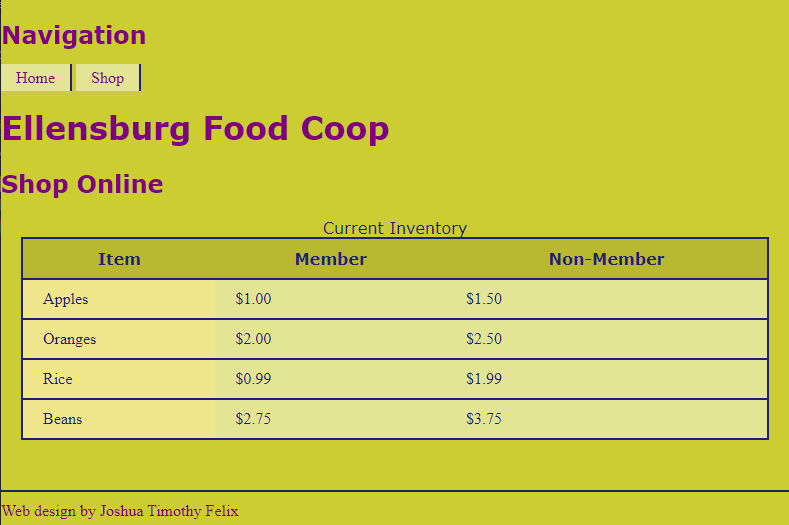 Navigation
Home Shop
Ellensburg Food Coop
Shop Online
Current Inventory
Item Member Non-Member
Apples $1.00 $1.50
Oranges $2.00 $2.50
Rice $0.99 $1.99
Beans $2.75 $3.75
Web design by Joshua Timothy Felix